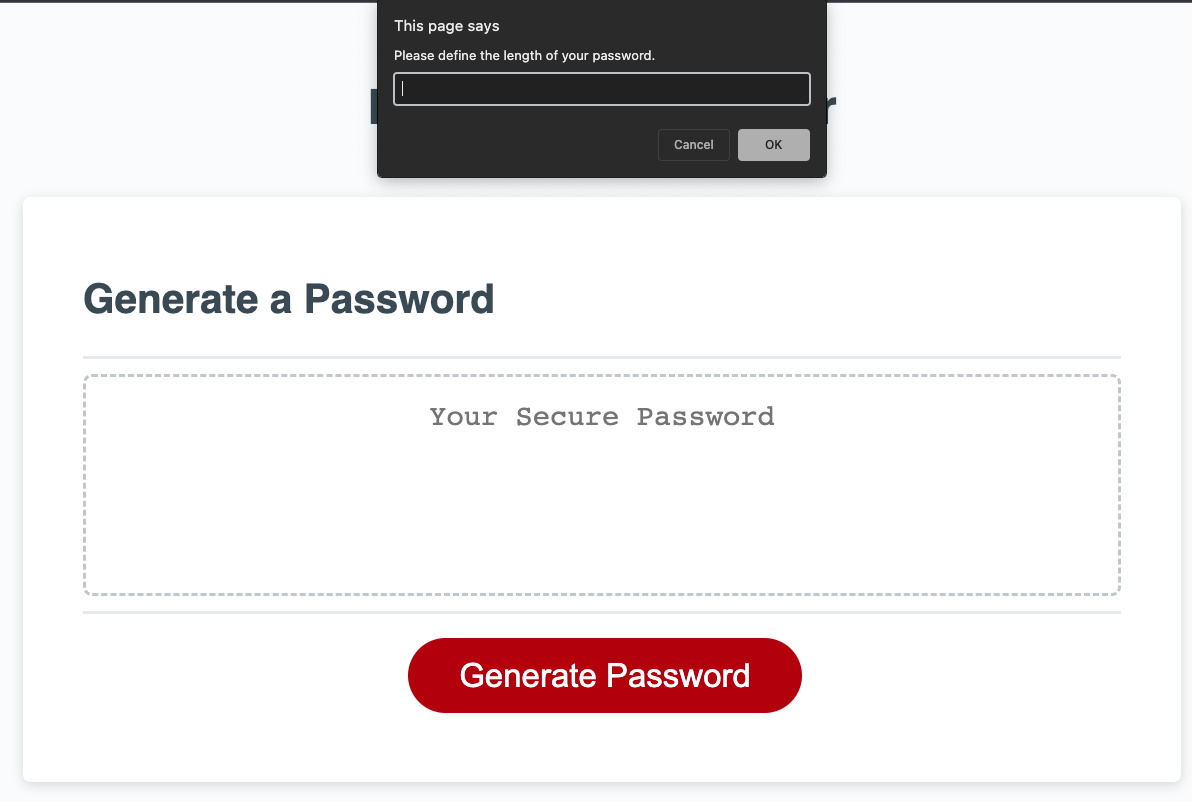 This page says
Please define the length of your password.
Cancel
OK
Generate a Password
Your Secure Password
Generate Password